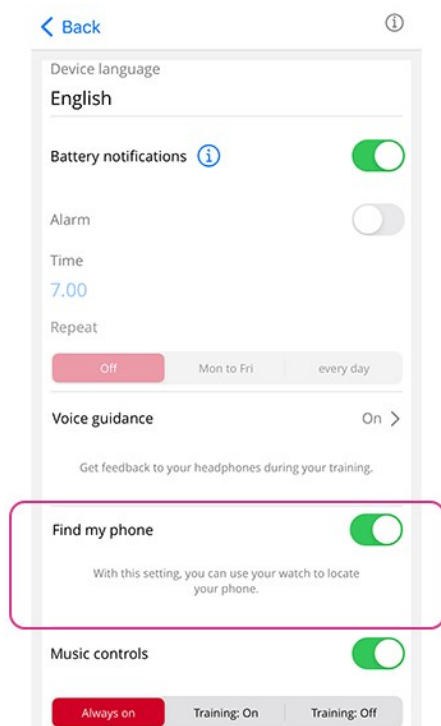 Back
Device language
English
Battery notifications
Alarm
Time
7.00
Repeat
Off Mon to Fri every day
Voice guidance On
Get feedback to your headphones during your training.
Find my phone
With this setting, you can use your watch to locate
your phone.
Music controls
Always on Training: On Training: Off